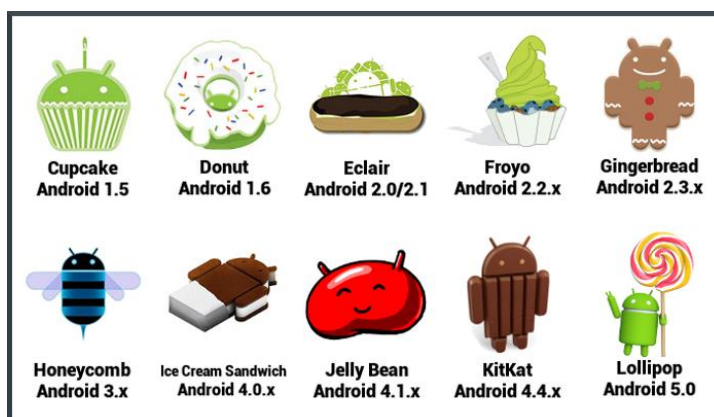 Cupcake
Android 1.5
Donut
Android 1.6
Eclair
Android 2.0/2.1
Froyo
Android 2.2.x
Gingerbread
Android 2.3.x
Honeycomb
Android 3.x
Ice Cream Sandwich
Android 4.0.x
Jelly Bean
Android 4.1.x
KitKat
Android 4.4.x
Lollipop
Android 5.0